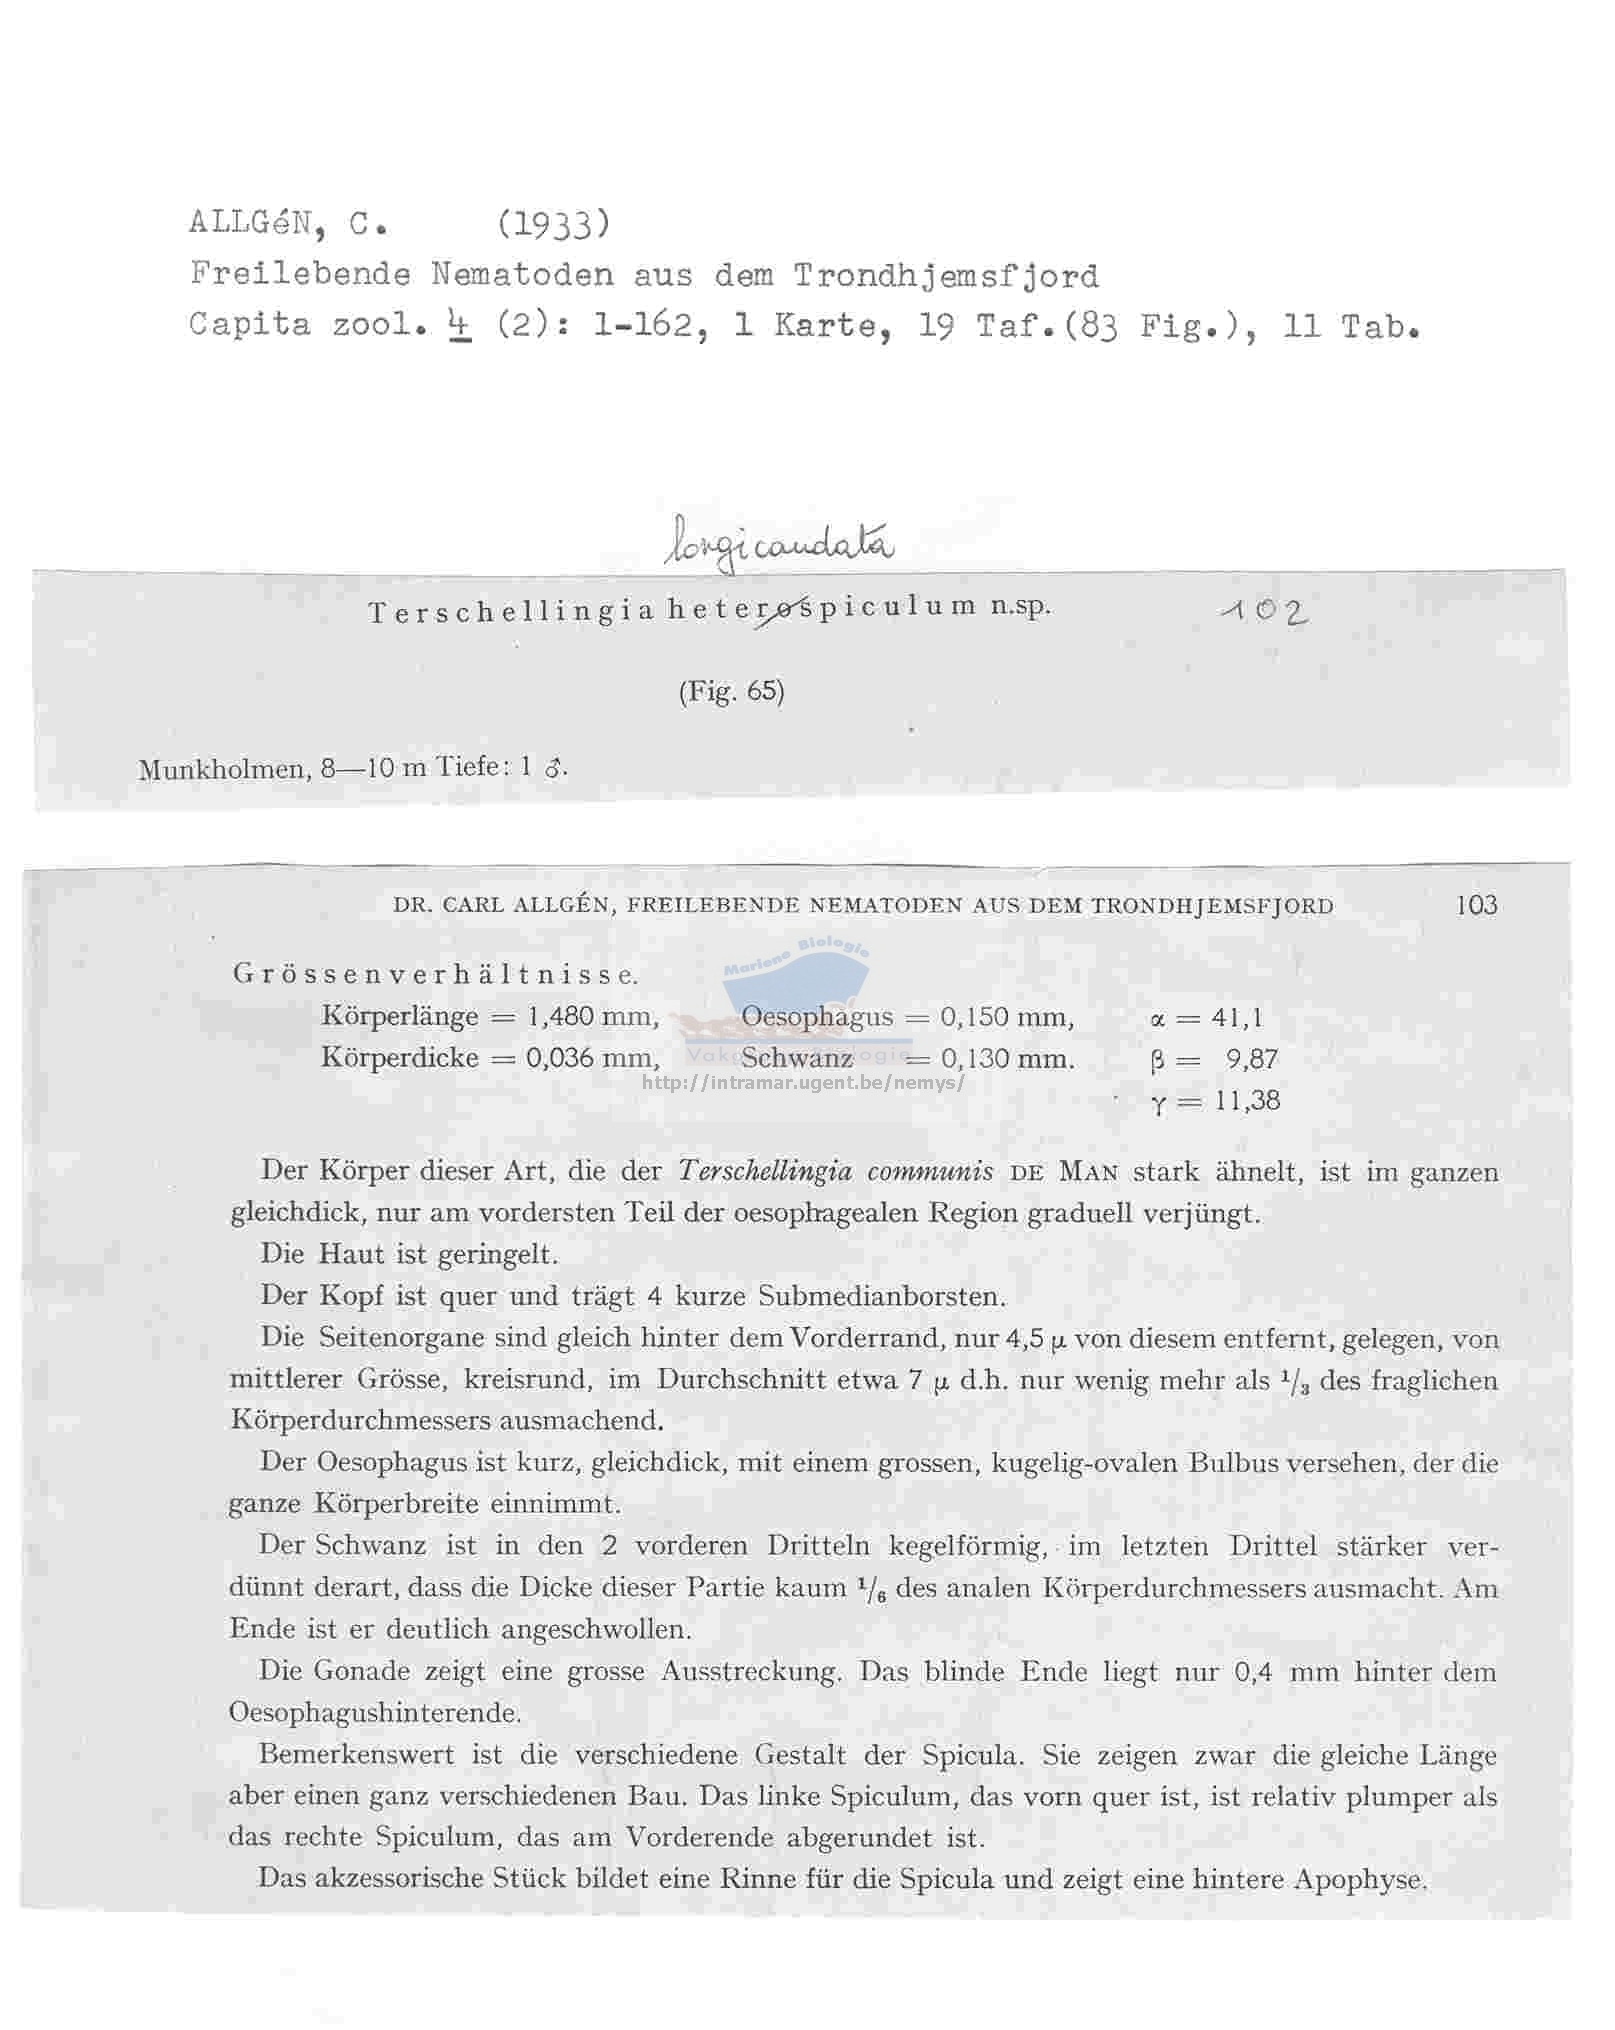 ALLGéN, C. (1933)
Freilebende Nematoden aus dem Trondhjemsfjord
Capita zool. 4 (2): 1-162, 1 Karte, 19 Taf.(83 Fig.), 11 Tab.
longicaudata
Terschellingia heterospiculum n.sp. 102
(Fig. 65)
Munkholmen, 8—10 m Tiefe: 1 ♂.
DR. CARL ALLGÉN, FREILEBENDE NEMATODEN AUS DEM TRONDHJEMSFJORD 103
Mariene Biologie
Grössenverhältnisse.
Körperlänge = 1,480 mm, Oesophagus = 0,150 mm, α = 41,1
Körperdicke = 0,036 mm, Schwanz = 0,130 mm. β = 9,87
http://intramar.ugent.be/nemys/
γ = 11,38
Der Körper dieser Art, die der Terschellingia communis DE MAN stark ähnelt, ist im ganzen
gleichdick, nur am vordersten Teil der oesophagealen Region graduell verjüngt.
Die Haut ist geringelt.
Der Kopf ist quer und trägt 4 kurze Submedianborsten.
Die Seitenorgane sind gleich hinter dem Vorderrand, nur 4,5 µ von diesem entfernt, gelegen, von
mittlerer Grösse, kreisrund, im Durchschnitt etwa 7 µ d.h. nur wenig mehr als 1/3 des fraglichen
Körperdurchmessers ausmachend.
Der Oesophagus ist kurz, gleichdick, mit einem grossen, kugelig-ovalen Bulbus versehen, der die
ganze Körperbreite einnimmt.
Der Schwanz ist in den 2 vorderen Dritteln kegelförmig, im letzten Drittel stärker ver-
dünnt derart, dass die Dicke dieser Partie kaum 1/6 des analen Körperdurchmessers ausmacht. Am
Ende ist er deutlich angeschwollen.
Die Gonade zeigt eine grosse Ausstreckung. Das blinde Ende liegt nur 0,4 mm hinter dem
Oesophagushinterende.
Bemerkenswert ist die verschiedene Gestalt der Spicula. Sie zeigen zwar die gleiche Länge
aber einen ganz verschiedenen Bau. Das linke Spiculum, das vorn quer ist, ist relativ plumper als
das rechte Spiculum, das am Vorderende abgerundet ist.
Das akzessorische Stück bildet eine Rinne für die Spicula und zeigt eine hintere Apophyse.